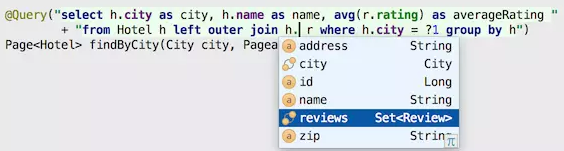 @Query("select h.city as city, h.name as name, avg(r.rating) as averageRating "
+ "from Hotel h left outer join h. r where h.city = ?1 group by h")
Page<Hotel> findByCity(City city, Pagea
a address String
city City
a id Long
a name String
reviews Set<Review>
a zip String
π